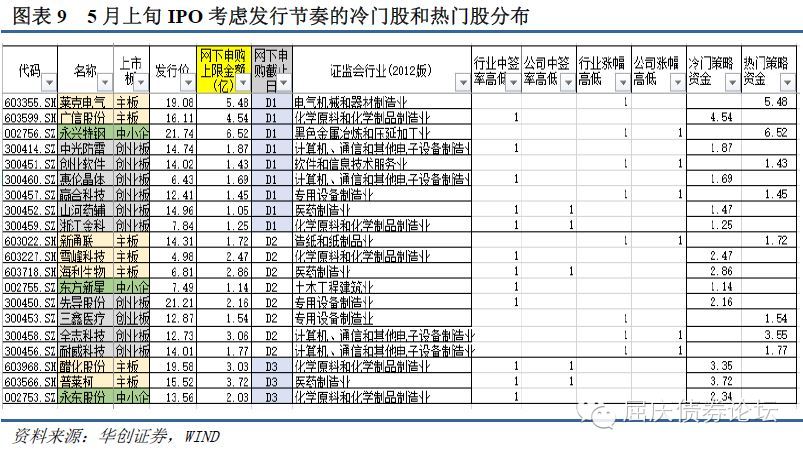 图表 9 5 月上旬 IPO 考虑发行节奏的冷门股和热门股分布
代码 名称 上市板 发行价 网下申购上限金额(亿) 网下申购截止日 证监会行业(2012版) 行业中签率高低 公司中签率高低 行业涨幅高低 公司涨幅高低 冷门策略资金 热门策略资金
603355.SH 莱克电气 主板 19.08 5.48 D1 电气机械和器材制造业 1 5.48
603599.SH 广信股份 主板 16.11 4.54 D1 化学原料和化学制品制造业 1 4.54
002756.SZ 永兴特钢 中小企 21.74 6.52 D1 黑色金属冶炼和压延加工业 1 1 6.52
300414.SZ 中光防雷 创业板 14.74 1.87 D1 计算机、通信和其他电子设备制造业 1 1.87
300451.SZ 创业软件 创业板 14.02 1.43 D1 软件和信息技术服务业 1 1 1.43
300460.SZ 惠伦晶体 创业板 6.43 1.69 D1 计算机、通信和其他电子设备制造业 1 1.69
300457.SZ 赢合科技 创业板 12.41 1.45 D1 专用设备制造业 1 1 1.45
300452.SZ 山河药辅 创业板 14.96 1.05 D1 医药制造业 1 1 1.47
300459.SZ 浙江金科 创业板 7.84 1.25 D1 化学原料和化学制品制造业 1 1 1.25
603022.SH 新通联 主板 14.31 1.72 D2 造纸和纸制品业 1 1 1.72
603227.SH 雪峰科技 主板 4.98 2.47 D2 化学原料和化学制品制造业 1 2.47
603718.SH 海利生物 主板 6.81 2.86 D2 医药制造业 1 1 2.86
002755.SZ 东方新星 中小企 7.49 1.14 D2 土木工程建筑业 1 1.14
300450.SZ 先导股份 创业板 21.21 2.16 D2 专用设备制造业 1 2.16
300453.SZ 三鑫医疗 创业板 12.87 1.54 D2 专用设备制造业 1 1.54
300458.SZ 全志科技 创业板 12.73 3.06 D2 计算机、通信和其他电子设备制造业 1 1 3.55
300456.SZ 耐威科技 创业板 14.01 1.77 D2 计算机、通信和其他电子设备制造业 1 1 1.77
603968.SH 醋化股份 主板 19.58 3.03 D3 化学原料和化学制品制造业 1 1 3.35
603566.SH 普莱柯 主板 15.52 3.72 D3 医药制造业 1 1 3.72
002753.SZ 永东股份 中小企 13.56 2.03 D3 化学原料和化学制品制造业 1 1 2.34
屈庆债券论坛
资料来源：华创证券，WIND